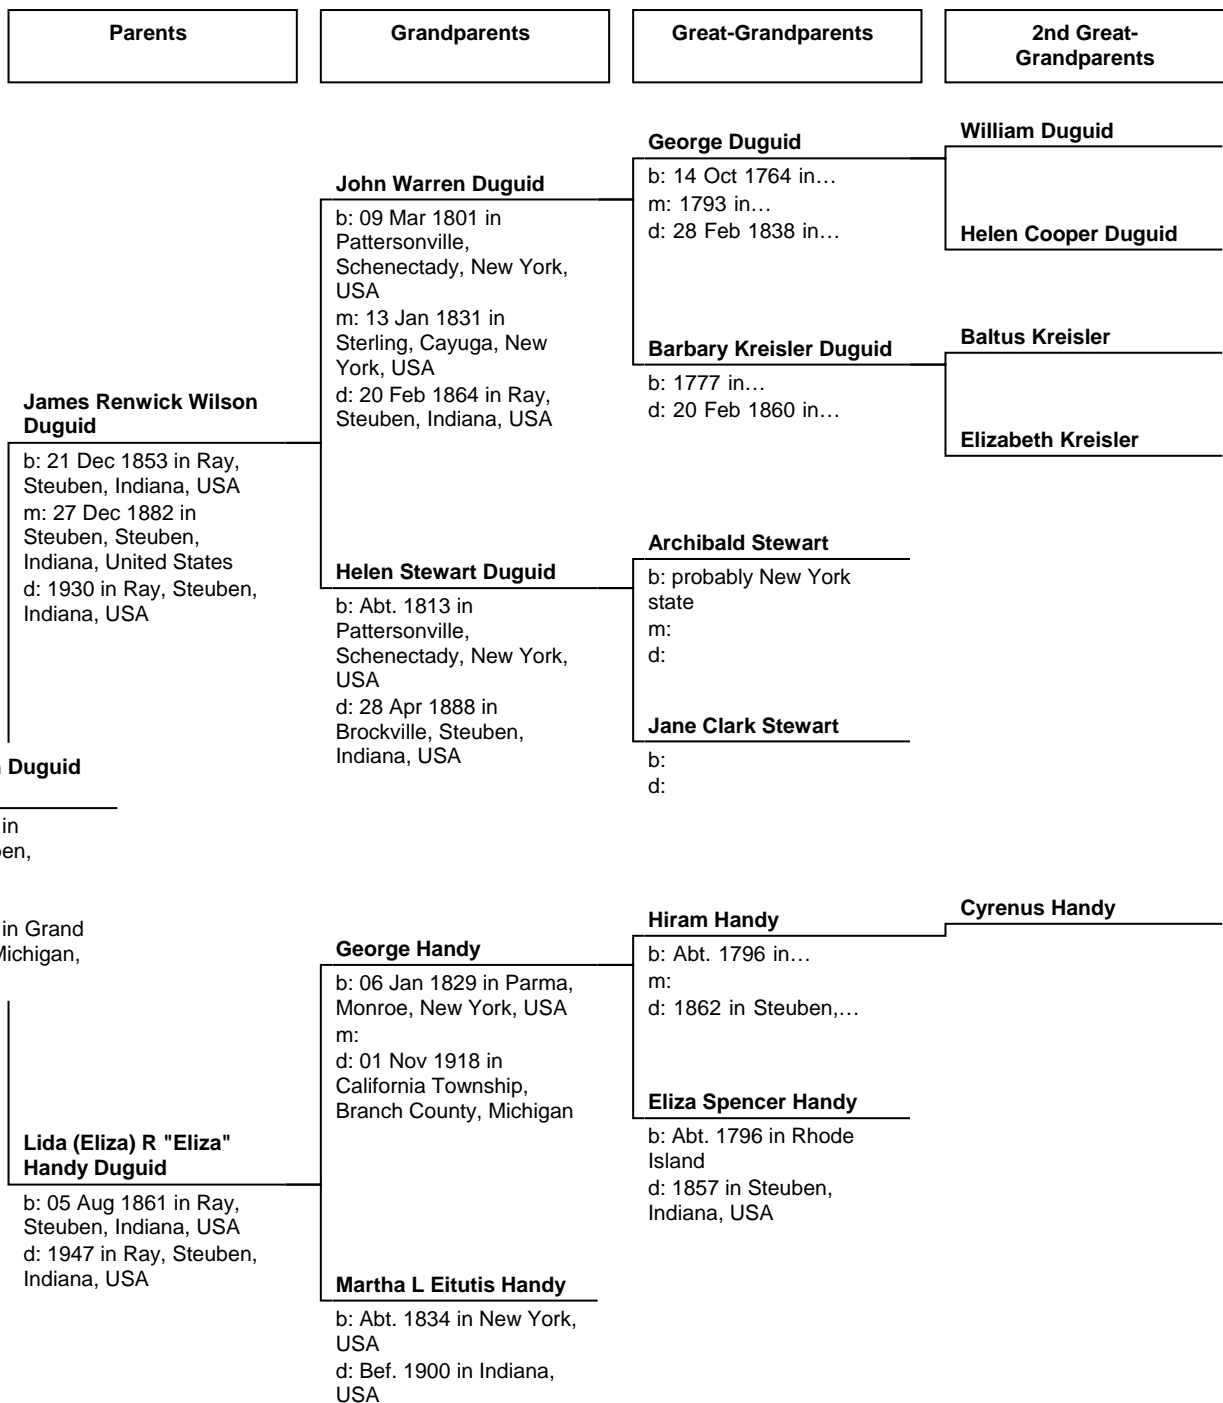 Parents
Grandparents
Great-Grandparents
2nd Great-
Grandparents
William Duguid
George Duguid
b: 14 Oct 1764 in…
m: 1793 in…
d: 28 Feb 1838 in…
Helen Cooper Duguid
John Warren Duguid
b: 09 Mar 1801 in
Pattersonville,
Schenectady, New York,
USA
m: 13 Jan 1831 in
Sterling, Cayuga, New
York, USA
d: 20 Feb 1864 in Ray,
Steuben, Indiana, USA
Baltus Kreisler
Barbary Kreisler Duguid
b: 1777 in…
d: 20 Feb 1860 in…
Elizabeth Kreisler
James Renwick Wilson
Duguid
b: 21 Dec 1853 in Ray,
Steuben, Indiana, USA
m: 27 Dec 1882 in
Steuben, Steuben,
Indiana, United States
d: 1930 in Ray, Steuben,
Indiana, USA
Archibald Stewart
b: probably New York
state
m:
d:
Helen Stewart Duguid
b: Abt. 1813 in
Pattersonville,
Schenectady, New York,
USA
d: 28 Apr 1888 in
Brockville, Steuben,
Indiana, USA
Jane Clark Stewart
b:
d:
Duguid
in
en,
in Grand
Michigan,
Cyrenus Handy
Hiram Handy
b: Abt. 1796 in…
m:
d: 1862 in Steuben,…
George Handy
b: 06 Jan 1829 in Parma,
Monroe, New York, USA
m:
d: 01 Nov 1918 in
California Township,
Branch County, Michigan
Eliza Spencer Handy
b: Abt. 1796 in Rhode
Island
d: 1857 in Steuben,
Indiana, USA
Lida (Eliza) R "Eliza"
Handy Duguid
b: 05 Aug 1861 in Ray,
Steuben, Indiana, USA
d: 1947 in Ray, Steuben,
Indiana, USA
Martha L Eitutis Handy
b: Abt. 1834 in New York,
USA
d: Bef. 1900 in Indiana,
USA